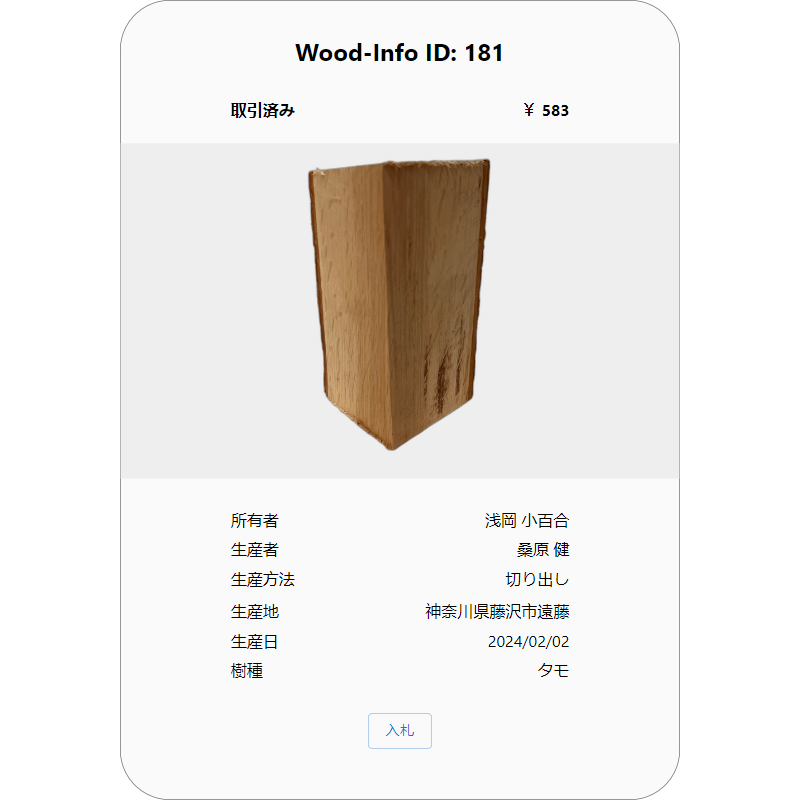 Wood-Info ID: 181
取引済み ￥ 583
所有者 浅岡 小百合
生産者 桑原 健
生産方法 切り出し
生産地 神奈川県藤沢市遠藤
生産日 2024/02/02
樹種 タモ
入札